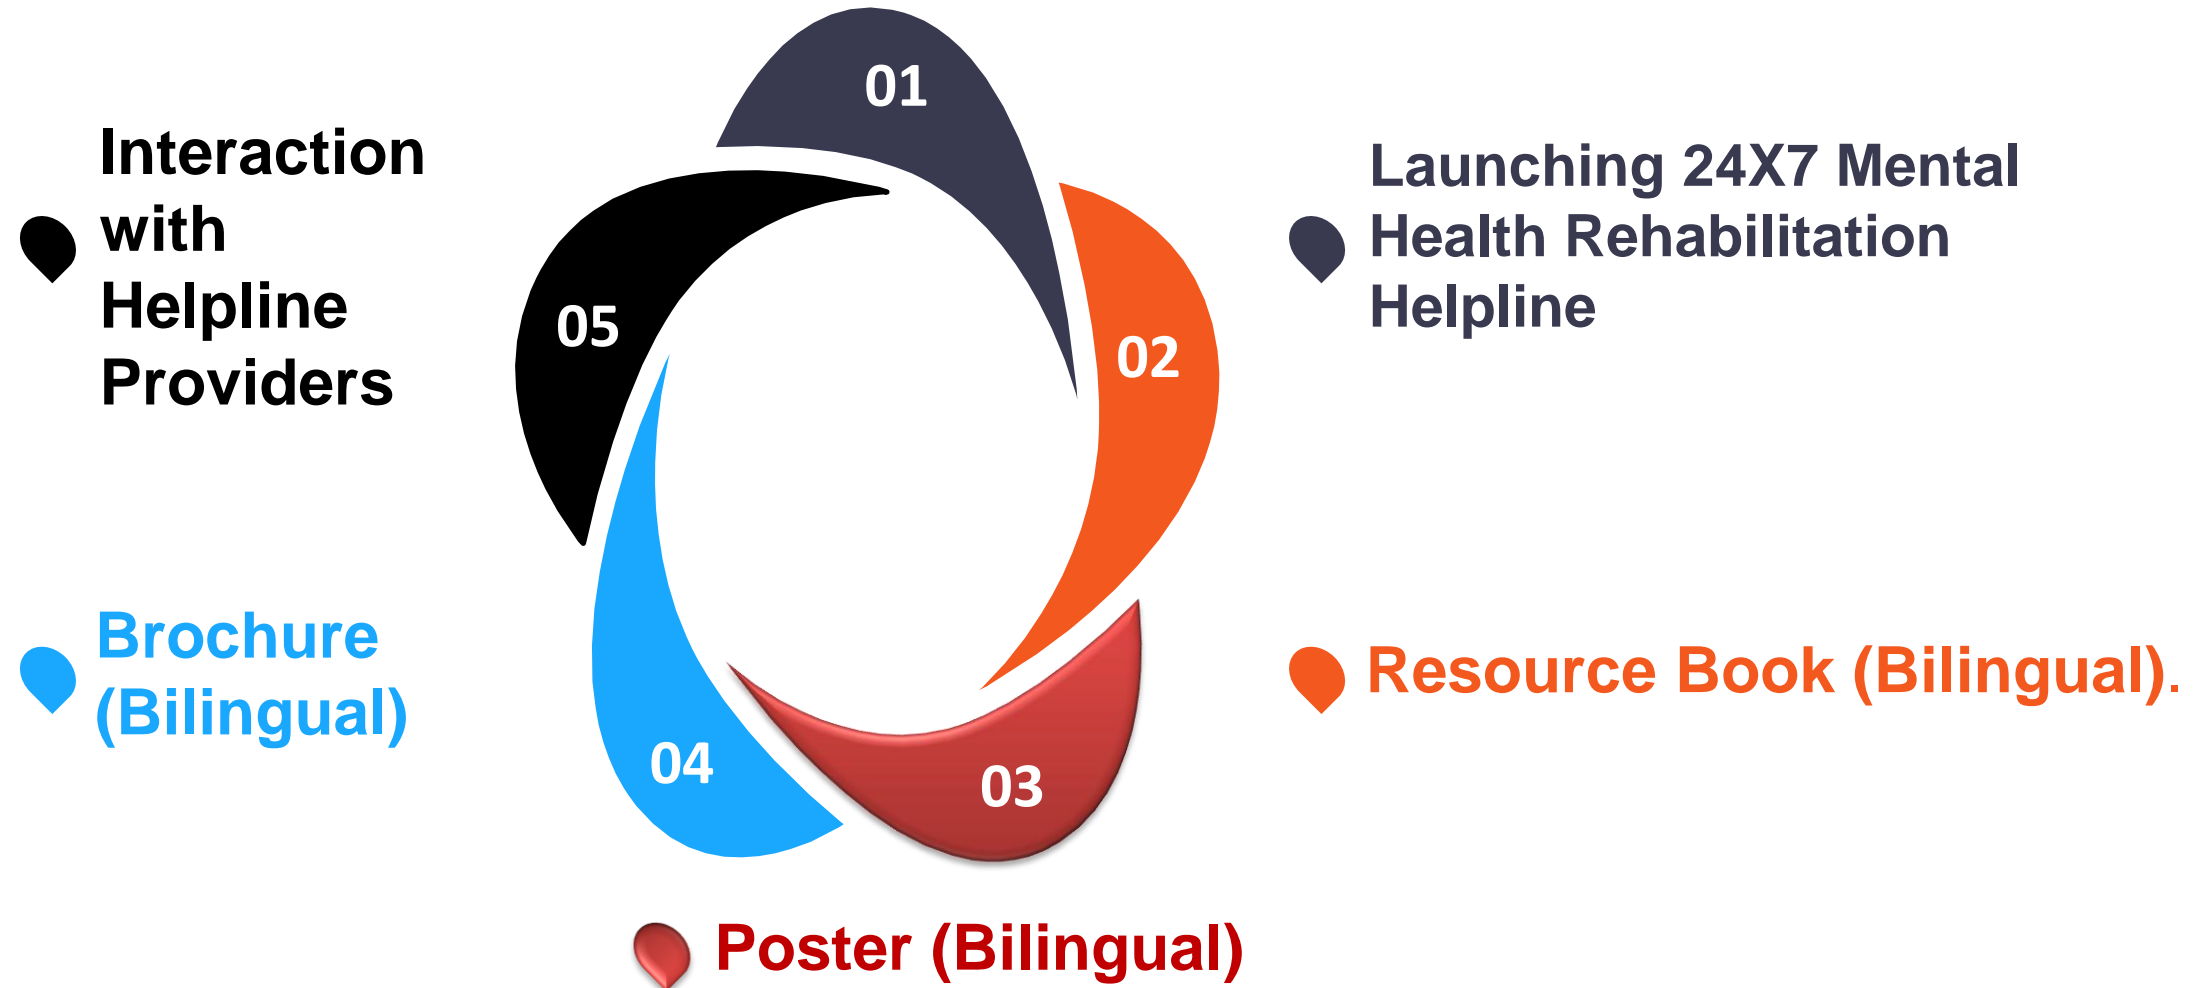 01
02
03
04
05
Launching 24X7 Mental
Health Rehabilitation
Helpline
Resource Book (Bilingual).
Poster (Bilingual)
Brochure
(Bilingual)
Interaction
with
Helpline
Providers